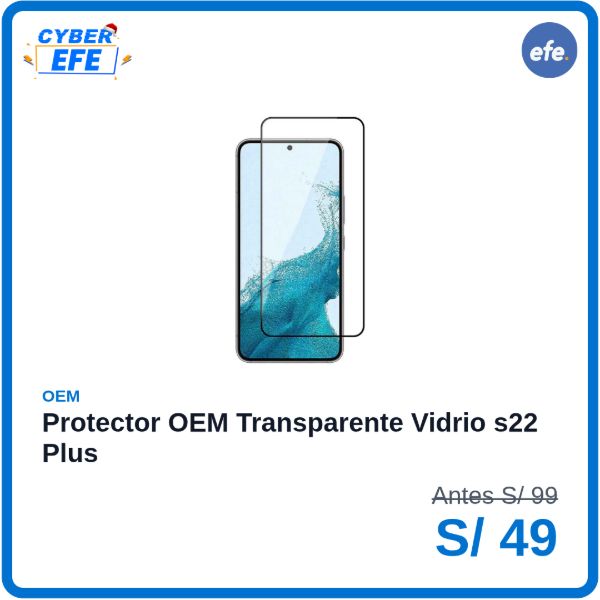 CYBER
EFE
efe.
OEM
Protector OEM Transparente Vidrio s22
Plus
Antes S/ 99
S/ 49